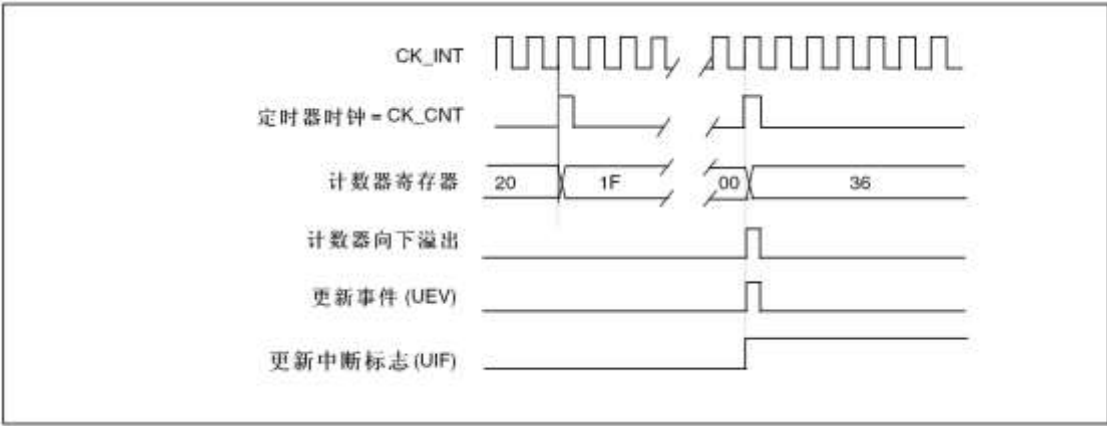 CK_INT
定时器时钟 = CK_CNT
计数器寄存器 20 1F 00 36
计数器向下溢出
更新事件 (UEV)
更新中断标志 (UIF)